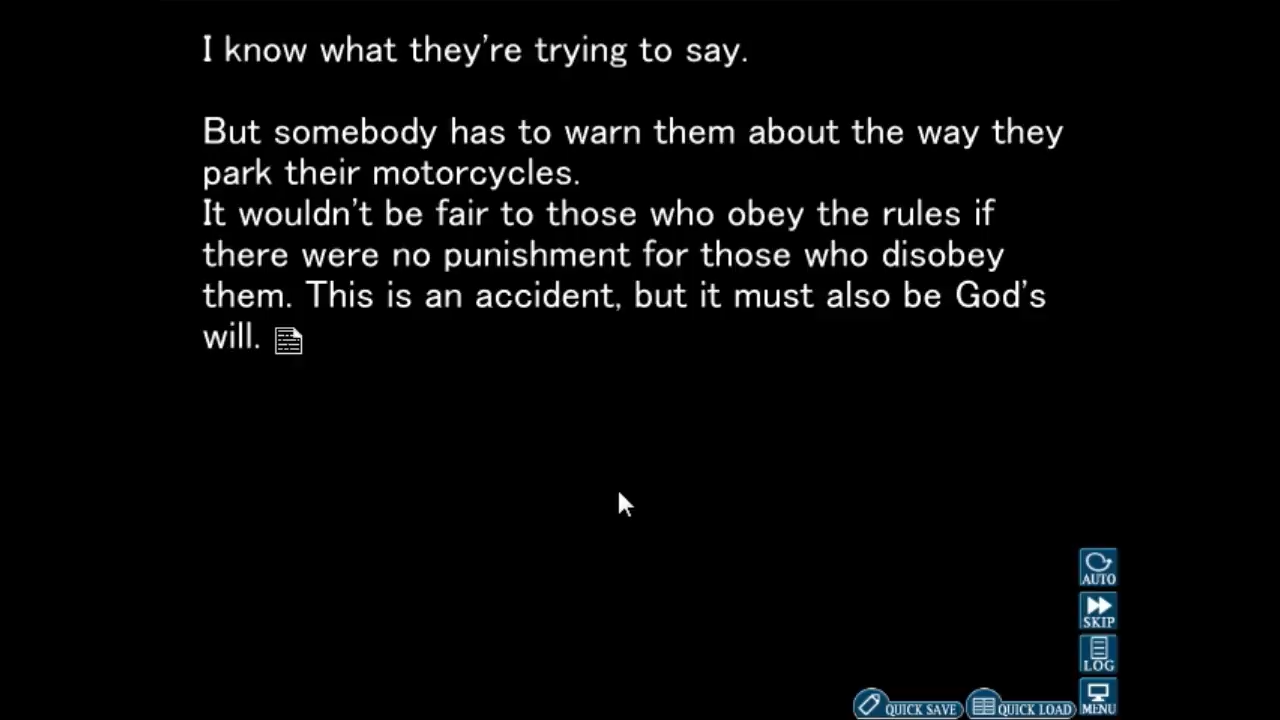 I know what they're trying to say.
But somebody has to warn them about the way they
park their motorcycles.
It wouldn't be fair to those who obey the rules if
there were no punishment for those who disobey
them. This is an accident, but it must also be God's
will.
AUTO
SKIP
LOG
MENU
QUICK SAVE
QUICK LOAD